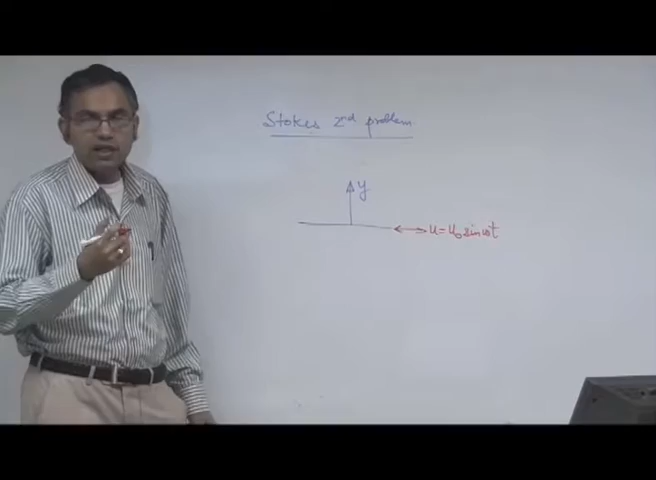 Stokes 2nd problem
y
u = u₀ sin ωt